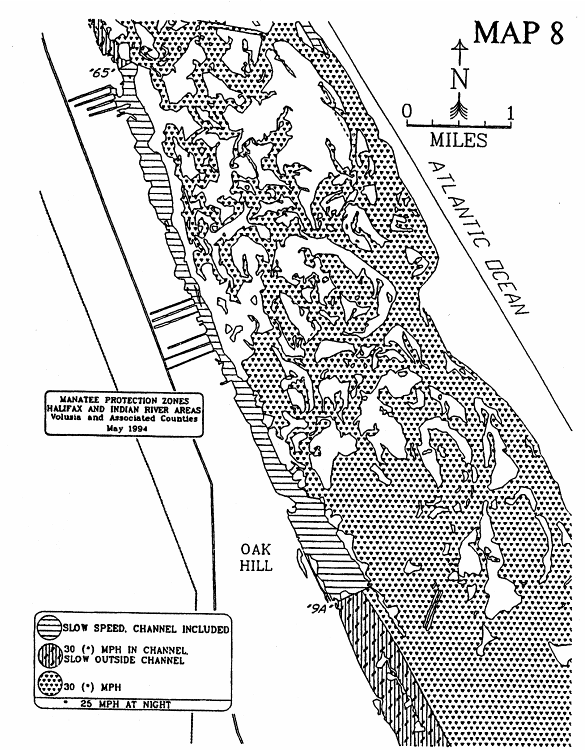 MAP 8
"65"
N
0 1
MILES
ATLANTIC OCEAN
MANATEE PROTECTION ZONES
HALIFAX AND INDIAN RIVER AREAS
Volusia and Associated Counties
May 1994
OAK
HILL
"9A"
SLOW SPEED, CHANNEL INCLUDED
30 (*) MPH IN CHANNEL,
SLOW OUTSIDE CHANNEL
30 (*) MPH
* 25 MPH AT NIGHT